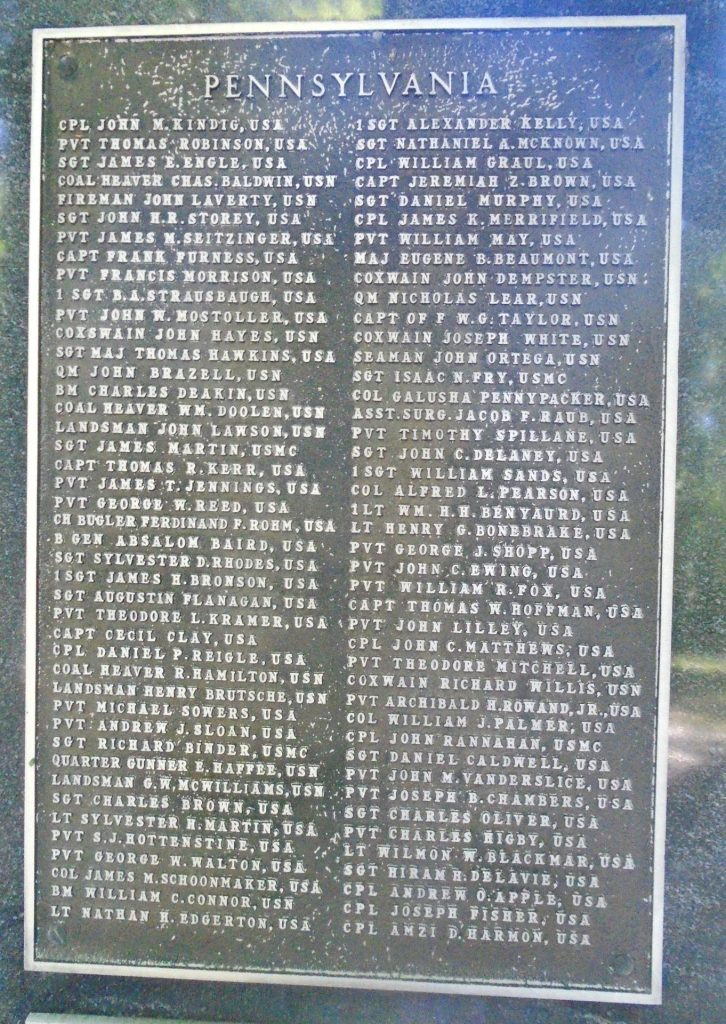 PENNSYLVANIA
CPL JOHN M. KINDIG, USA
PVT THOMAS ROBINSON, USA
SGT JAMES E. ENGLE, USA
COAL HEAVER CHAS. BALDWIN, USN
FIREMAN JOHN LAVERTY, USN
SGT JOHN H.R. STOREY, USA
PVT JAMES M. SEITZINGER, USA
CAPT FRANK FURNESS, USA
PVT FRANCIS MORRISON, USA
1 SGT B.A. STRAUSBAUGH, USA
PVT JOHN W. MOSTOLLER, USA
COXSWAIN JOHN HAYES, USN
SGT MAJ THOMAS HAWKINS, USA
QM JOHN BRAZELL, USN
BM CHARLES DEAKIN, USN
COAL HEAVER WM. DOOLEN, USN
LANDSMAN JOHN LAWSON, USN
SGT JAMES MARTIN, USMC
CAPT THOMAS R. KERR, USA
PVT JAMES T. JENNINGS, USA
PVT GEORGE W. REED, USA
CH BUGLER FERDINAND F. ROHM, USA
B GEN ABSALOM BAIRD, USA
SGT SYLVESTER D. RHODES, USA
1SGT JAMES H. BRONSON, USA
SGT AUGUSTIN FLANAGAN, USA
PVT THEODORE L. KRAMER, USA
CAPT CECIL CLAY, USA
CPL DANIEL P. REIGLE, USA
COAL HEAVER R. HAMILTON, USN
LANDSMAN HENRY BRUTSCHE, USN
PVT MICHAEL SOWERS, USA
PVT ANDREW J. SLOAN, USA
SGT RICHARD BINDER, USMC
QUARTER GUNNER E. HAFFEE, USN
LANDSMAN G.W. MCWILLIAMS, USN
SGT CHARLES BROWN, USA
LT SYLVESTER H. MARTIN, USA
PVT S.J. HOTTENSTINE, USA
PVT GEORGE W. WALTON, USA
COL JAMES M. SCHOONMAKER, USA
BM WILLIAM C. CONNOR, USN
LT NATHAN H. EDGERTON, USA
1SGT ALEXANDER KELLY, USA
SGT NATHANIEL A. MCKNOWN, USA
CPL WILLIAM GRAUL, USA
CAPT JEREMIAH Z. BROWN, USA
SGT DANIEL MURPHY, USA
CPL JAMES K. MERRIFIELD, USA
PVT WILLIAM MAY, USA
MAJ EUGENE B. BEAUMONT, USA
COXWAIN JOHN DEMPSTER, USN
QM NICHOLAS LEAR, USN
CAPT OF F W.G. TAYLOR, USN
COXWAIN JOSEPH WHITE, USN
SEAMAN JOHN ORTEGA, USN
SGT ISAAC N. FRY, USMC
COL GALUSHA PENNYPACKER, USA
ASST. SURG. JACOB F. RAUB, USA
PVT TIMOTHY SPILLANE, USA
SGT JOHN C. DELANEY, USA
1SGT WILLIAM SANDS, USA
COL ALFRED L. PEARSON, USA
1LT WM. H.H. BENYAURD, USA
LT HENRY G. BONEBRAKE, USA
PVT GEORGE J. SHOPP, USA
PVT JOHN C. EWING, USA
PVT WILLIAM R. FOX, USA
CAPT THOMAS W. HOFFMAN, USA
PVT JOHN LILLEY, USA
CPL JOHN C. MATTHEWS, USA
PVT THEODORE MITCHELL, USA
COXWAIN RICHARD WILLIS, USN
PVT ARCHIBALD H. ROWAND, JR., USA
COL WILLIAM J. PALMER, USA
CPL JOHN RANNAHAN, USMC
SGT DANIEL CALDWELL, USA
PVT JOHN M. VANDERSLICE, USA
PVT JOSEPH B. CHAMBERS, USA
SGT CHARLES OLIVER, USA
PVT CHARLES HIGBY, USA
LT WILMON W. BLACKMAR, USA
SGT HIRAM H. DELAVIE, USA
CPL ANDREW O. APPLE, USA
CPL JOSEPH FISHER, USA
CPL AMZI D. HARMON, USA